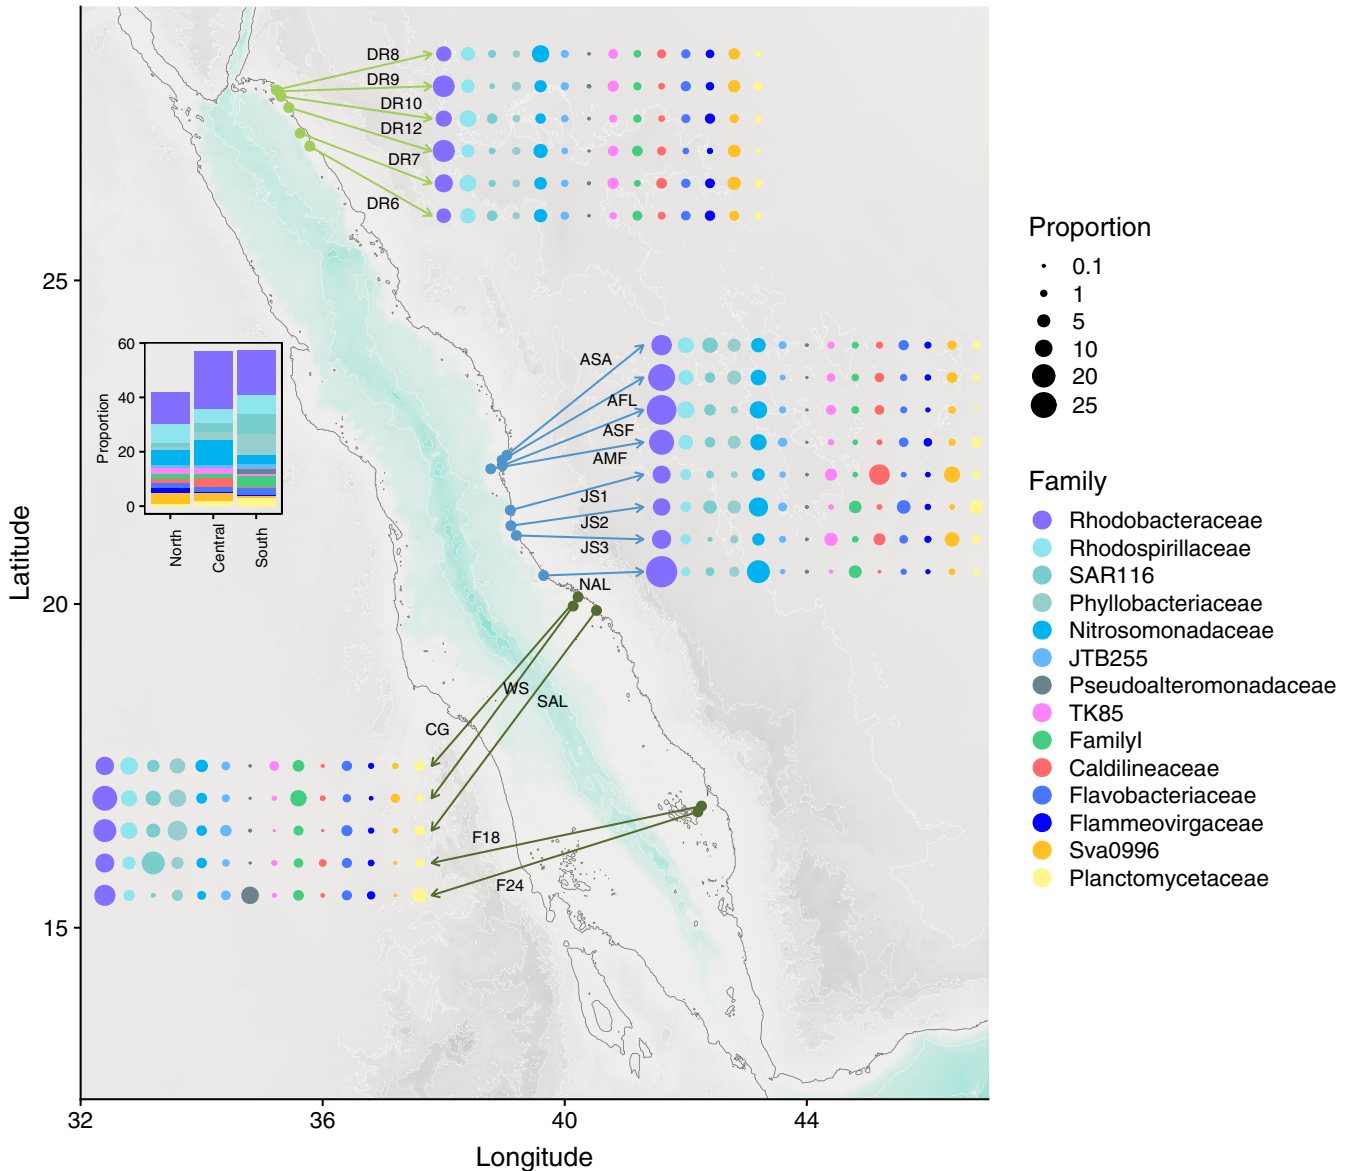 DR8
DR9
DR10
DR12
DR7
DR6
25
20
15
Latitude
32
36
40
44
Longitude
60
40
20
0
Proportion
North
Central
South
ASA
AFL
ASF
AMF
JS1
JS2
JS3
NAL
WS
SAL
CG
F18
F24
Proportion
0.1
1
5
10
20
25
Family
Rhodobacteraceae
Rhodospirillaceae
SAR116
Phyllobacteriaceae
Nitrosomonadaceae
JTB255
Pseudoalteromonadaceae
TK85
FamilyI
Caldilineaceae
Flavobacteriaceae
Flammeovirgaceae
Sva0996
Planctomycetaceae